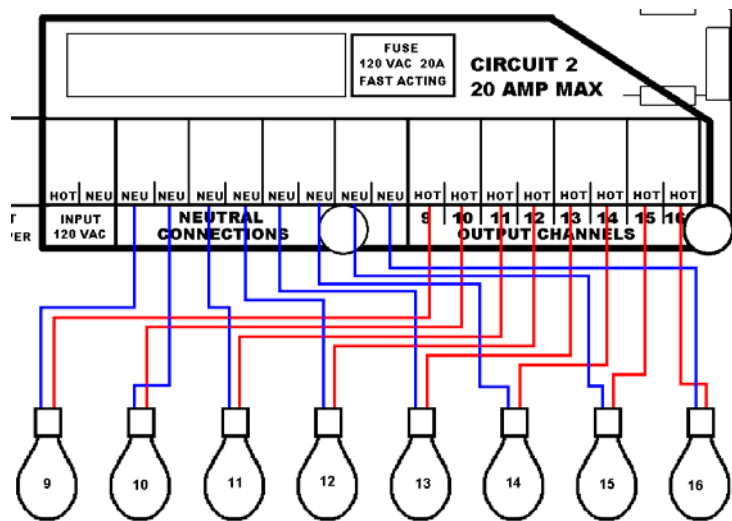 FUSE
120 VAC 20A
FAST ACTING
CIRCUIT 2
20 AMP MAX
HOT NEU NEU NEU NEU NEU NEU NEU NEU NEU HOT HOT HOT HOT HOT HOT HOT HOT
INPUT
120 VAC
NEUTRAL
CONNECTIONS
9 10 11 12 13 14 15 16
OUTPUT CHANNELS
9 10 11 12 13 14 15 16